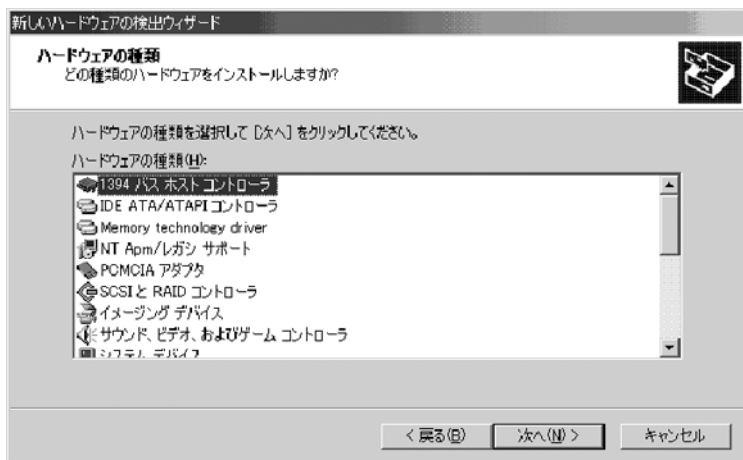 新しいハードウェアの検出ウィザード
ハードウェアの種類
どの種類のハードウェアをインストールしますか?
ハードウェアの種類を選択して [次へ] をクリックしてください。
ハードウェアの種類(H):
1394 バス ホスト コントローラ
IDE ATA/ATAPI コントローラ
Memory technology driver
NT Apm/レガシ サポート
PCMCIA アダプタ
SCSI と RAID コントローラ
イメージング デバイス
サウンド、ビデオ、およびゲーム コントローラ
システム デバイス
< 戻る(B)
次へ(N) >
キャンセル